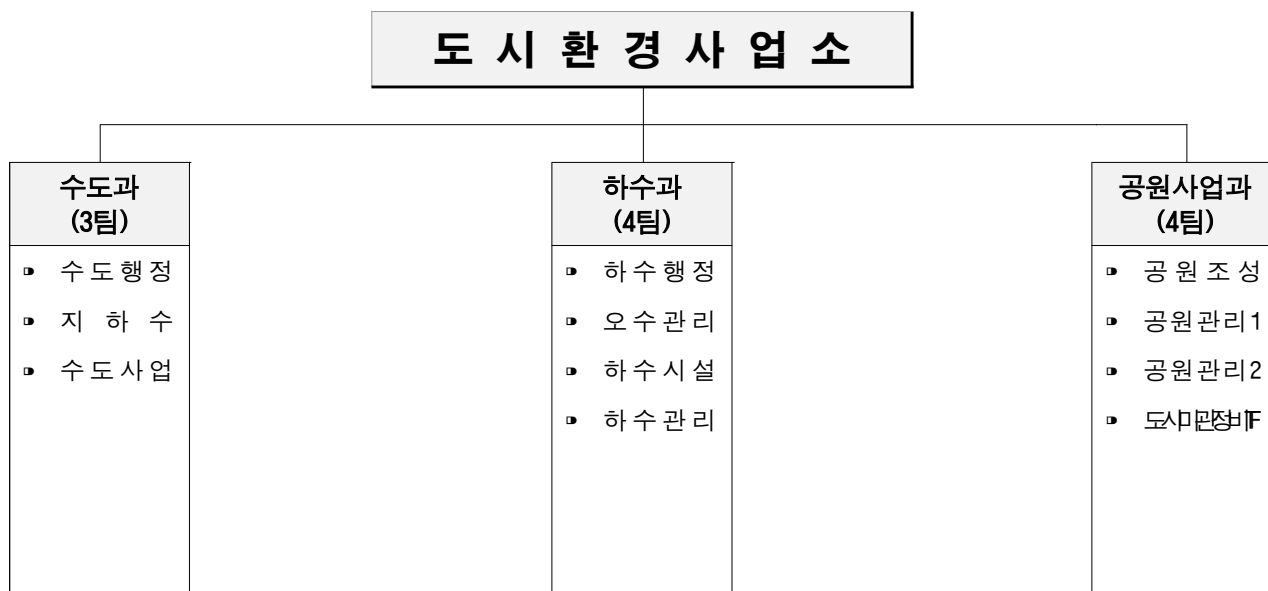 도시환경사업소
수도과
(3팀)
수도행정
지하수
수도사업
하수과
(4팀)
하수행정
오수관리
하수시설
하수관리
공원사업과
(4팀)
공원조성
공원관리1
공원관리2